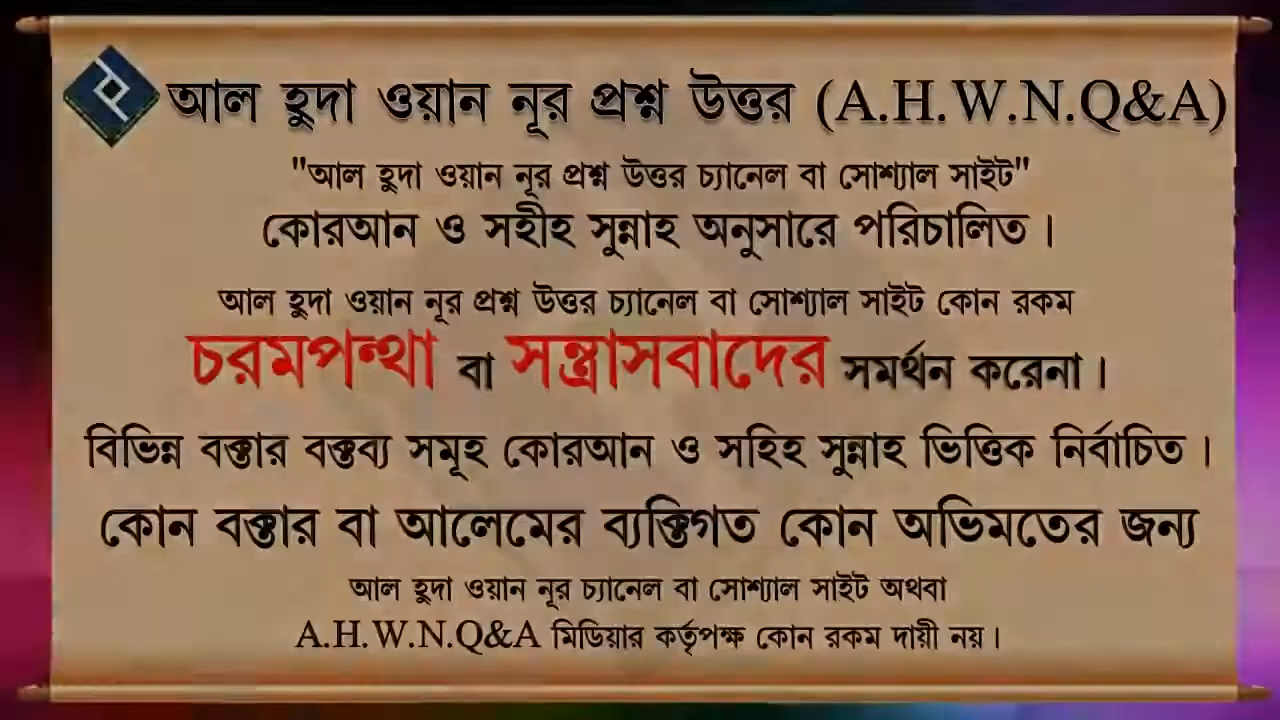 আল হুদা ওয়ান নূর প্রশ্ন উত্তর (A.H.W.N.Q&A)
"আল হুদা ওয়ান নূর প্রশ্ন উত্তর চ্যানেল বা সোশ্যাল সাইট"
কোরআন ও সহীহ সুন্নাহ অনুসারে পরিচালিত।
আল হুদা ওয়ান নূর প্রশ্ন উত্তর চ্যানেল বা সোশ্যাল সাইট কোন রকম
চরমপন্থা বা সন্ত্রাসবাদের সমর্থন করেনা।
বিভিন্ন বক্তার বক্তব্য সমূহ কোরআন ও সহিহ সুন্নাহ ভিত্তিক নির্বাচিত।
কোন বক্তার বা আলেমের ব্যক্তিগত কোন অভিমতের জন্য
আল হুদা ওয়ান নূর চ্যানেল বা সোশ্যাল সাইট অথবা
A.H.W.N.Q&A মিডিয়ার কর্তৃপক্ষ কোন রকম দায়ী নয়।